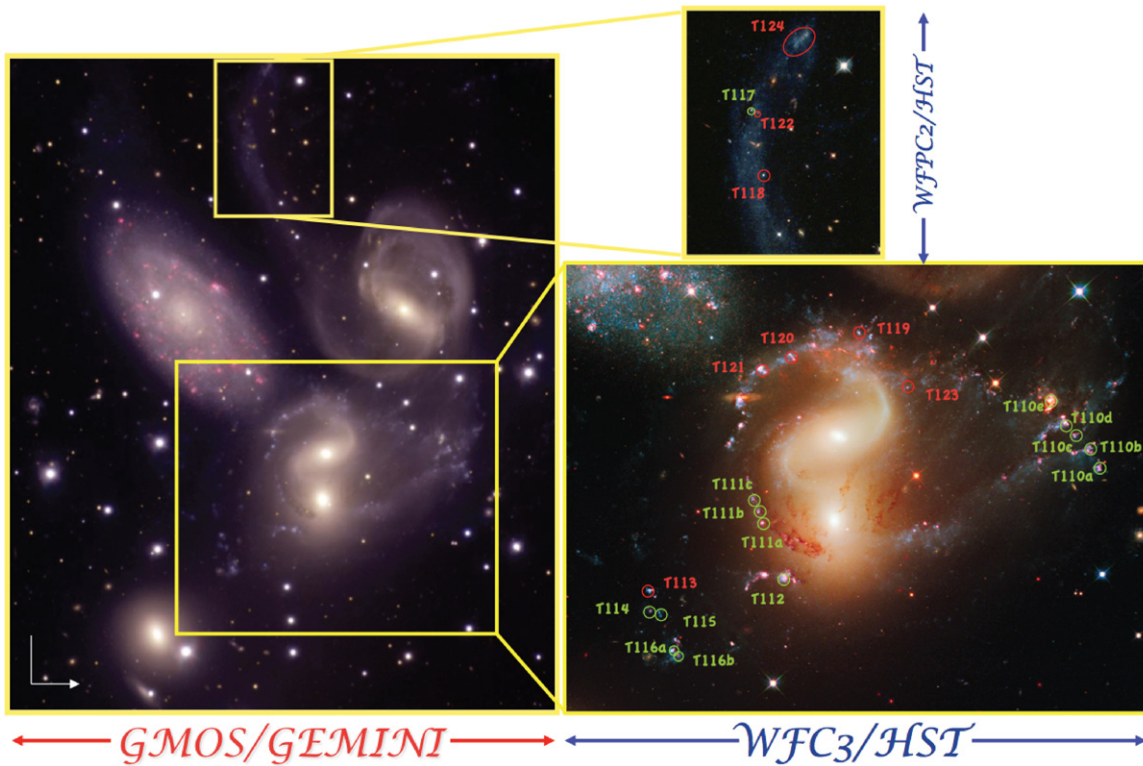 T124
T117
T122
T118
WFPC2/HST
T119
T120
T121
T123
T110e
T110d
T110c
T110b
T110a
T111c
T111b
T111a
T112
T113
T114
T115
T116a
T116b
GMOS/GEMINI
WFC3/HST